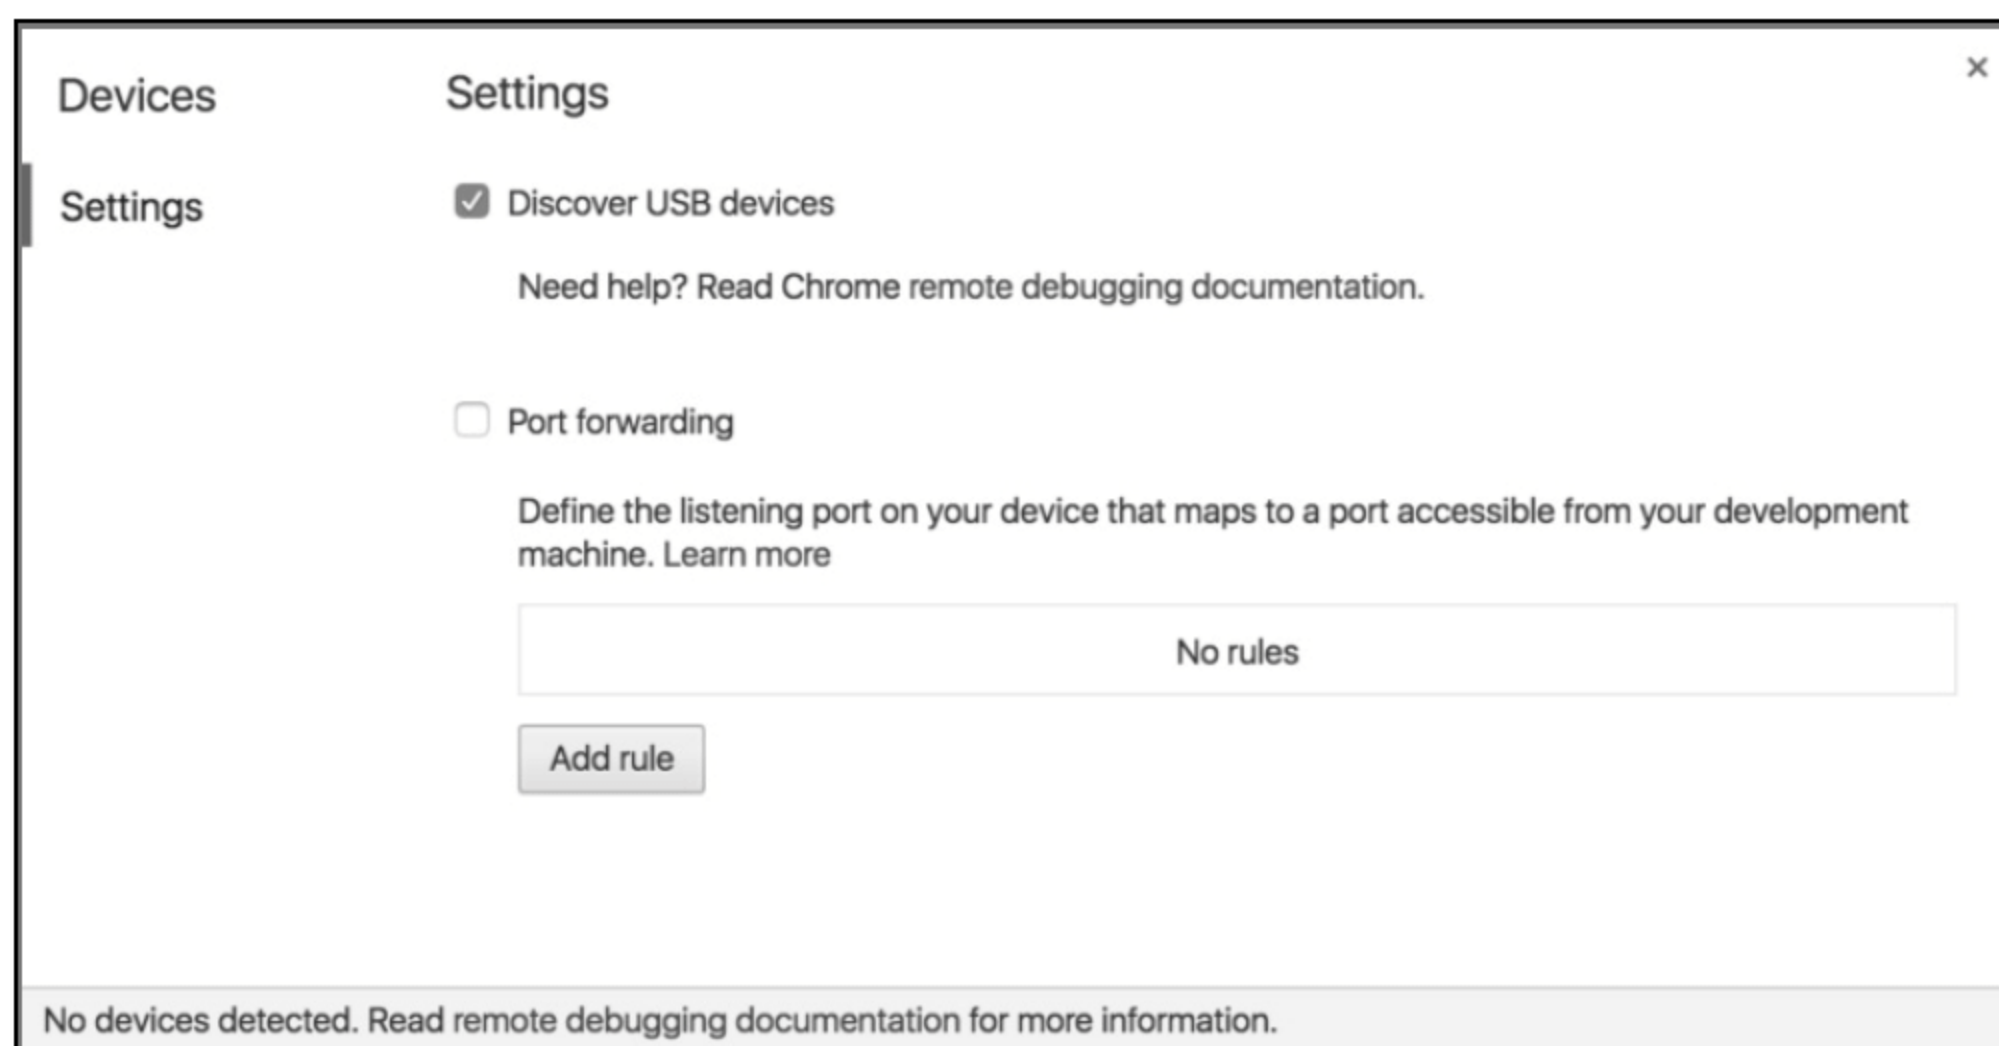 Devices
Settings
Settings
Discover USB devices
Need help? Read Chrome remote debugging documentation.
Port forwarding
Define the listening port on your device that maps to a port accessible from your development
machine. Learn more
No rules
Add rule
No devices detected. Read remote debugging documentation for more information.